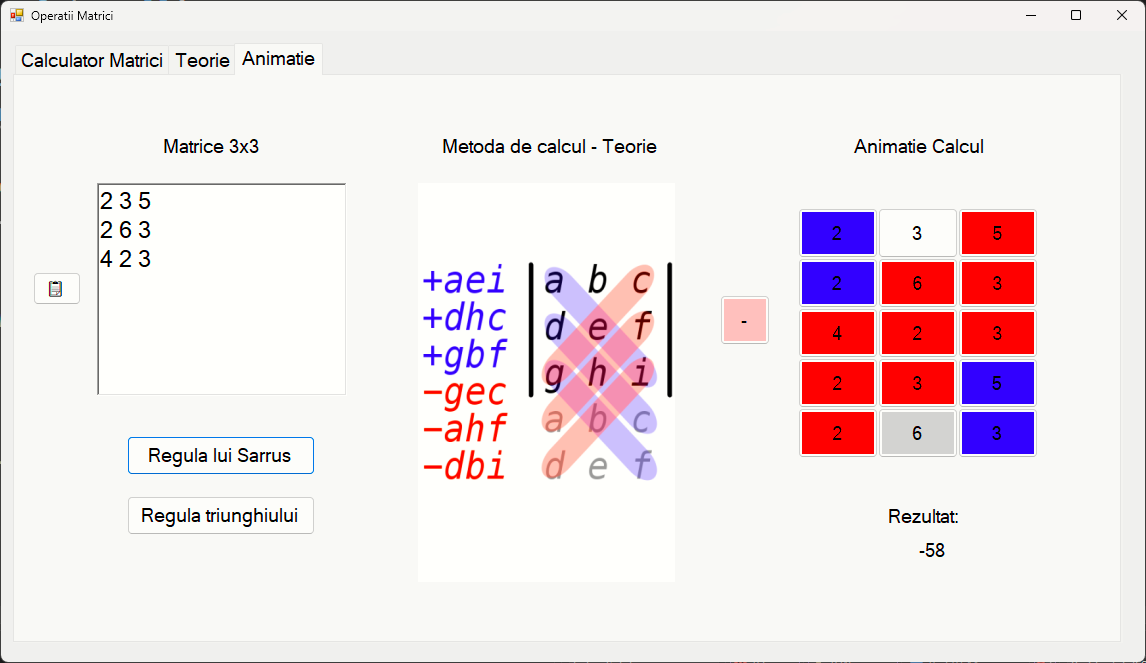 Operatii Matrici
Calculator Matrici Teorie Animatie
Matrice 3x3
2 3 5
2 6 3
4 2 3
Regula lui Sarrus
Regula triunghiului
Metoda de calcul - Teorie
+aei
+dhc
+gbf
−gec
−ahf
−dbi
a b c
d e f
g h i
a b c
d e f
-
Animatie Calcul
2 3 5
2 6 3
4 2 3
2 3 5
2 6 3
Rezultat:
-58